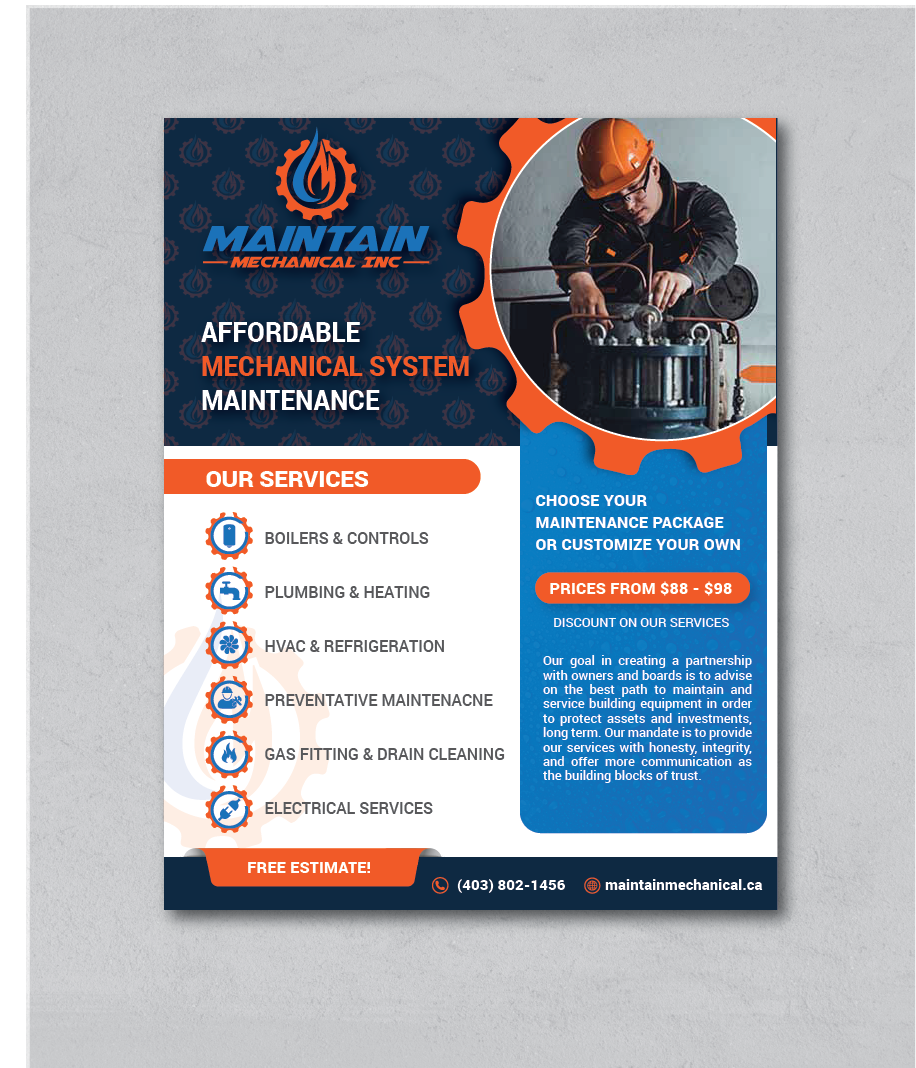 MAINTAIN
MECHANICAL INC
AFFORDABLE
MECHANICAL SYSTEM
MAINTENANCE
OUR SERVICES
BOILERS & CONTROLS
PLUMBING & HEATING
HVAC & REFRIGERATION
PREVENTATIVE MAINTENACNE
GAS FITTING & DRAIN CLEANING
ELECTRICAL SERVICES
CHOOSE YOUR
MAINTENANCE PACKAGE
OR CUSTOMIZE YOUR OWN
PRICES FROM $88 - $98
DISCOUNT ON OUR SERVICES
Our goal in creating a partnership
with owners and boards is to advise
on the best path to maintain and
service building equipment in order
to protect assets and investments,
long term. Our mandate is to provide
our services with honesty, integrity,
and offer more communication as
the building blocks of trust.
FREE ESTIMATE!
(403) 802-1456
maintainmechanical.ca